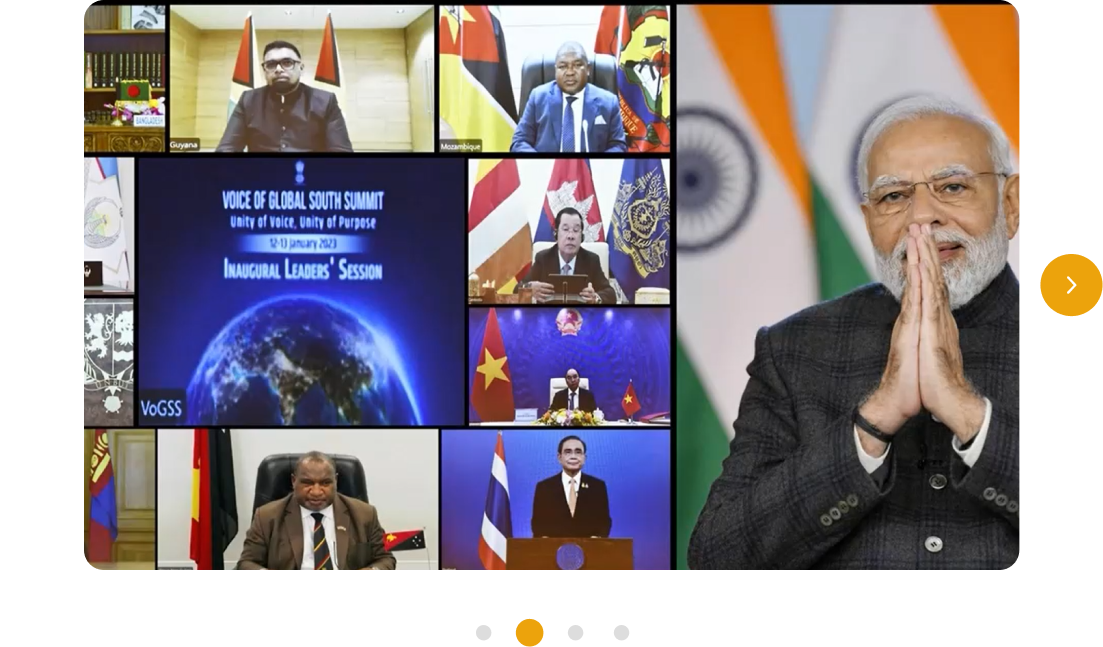 BANGLADESH
Guyana
Mozambique
VOICE OF GLOBAL SOUTH SUMMIT
Unity of Voice, Unity of Purpose
12-13 January 2023
INAUGURAL LEADERS' SESSION
VoGSS